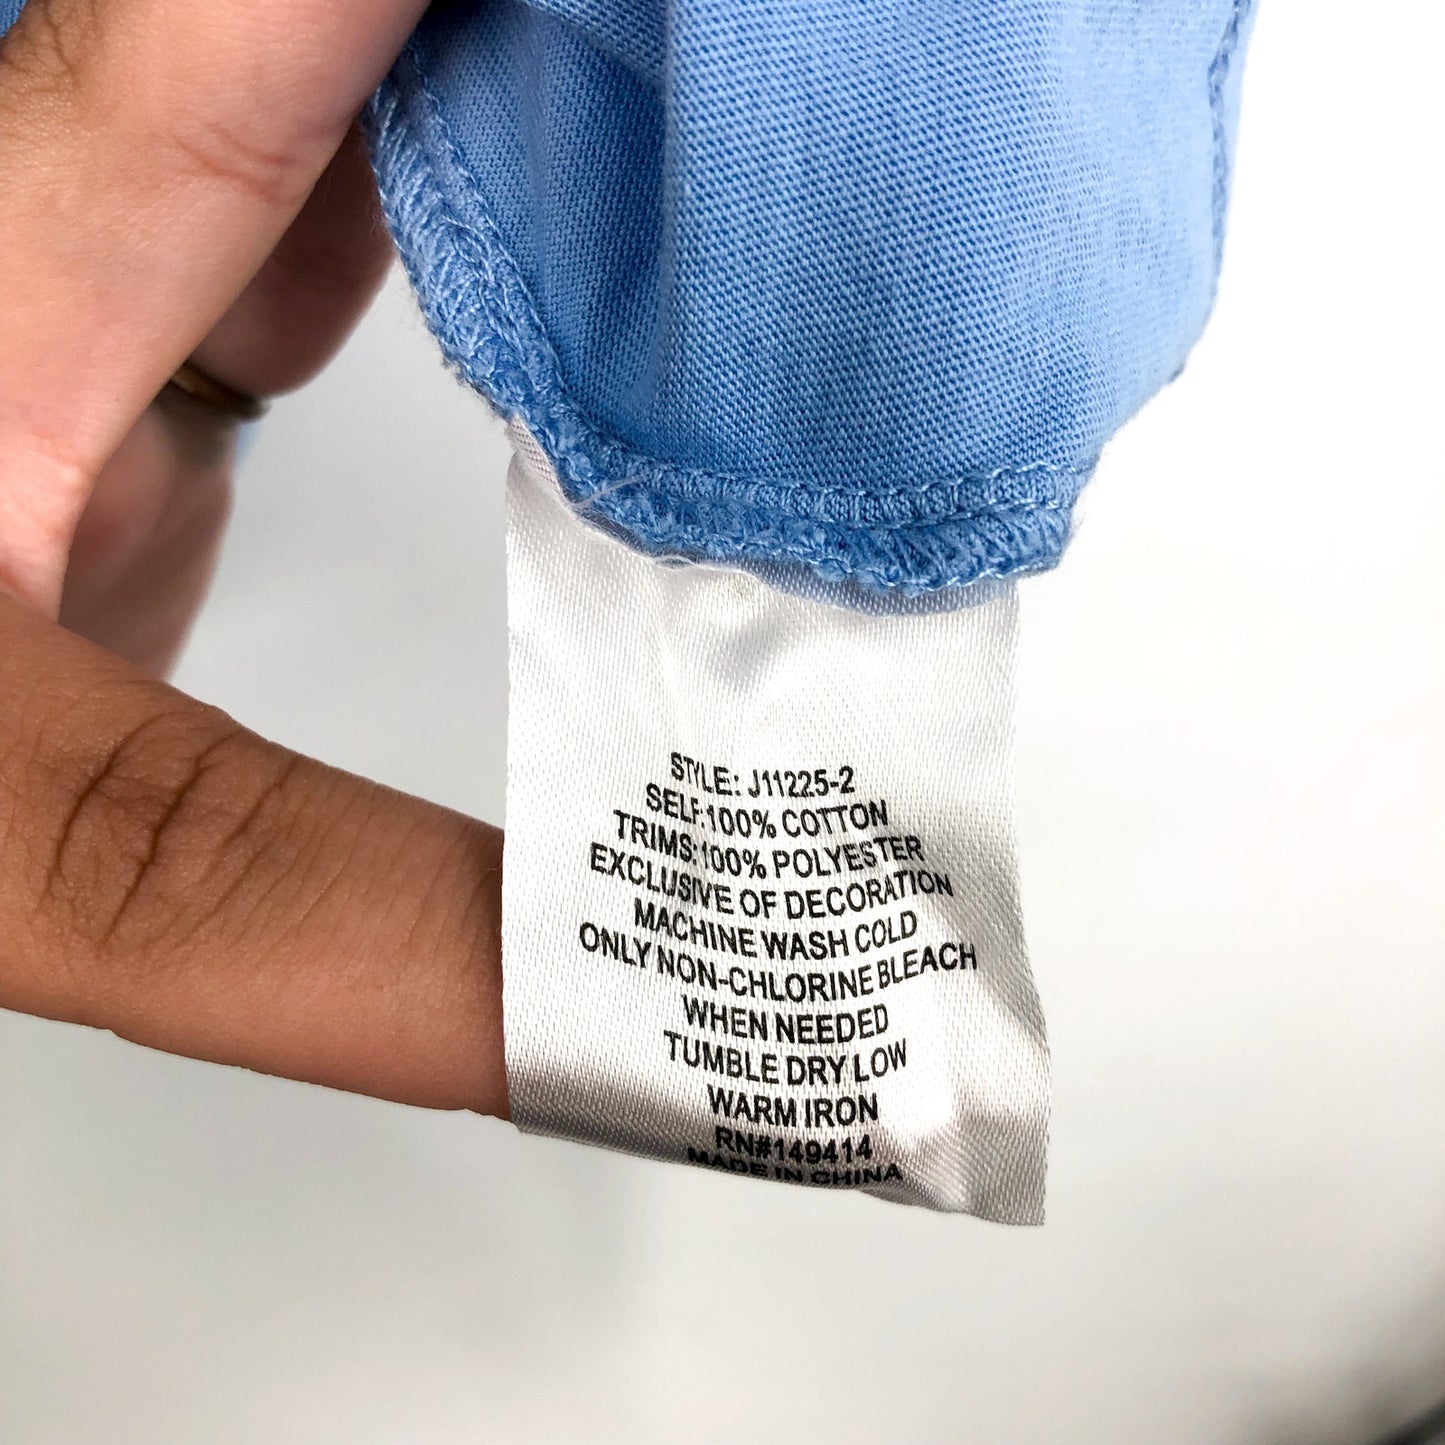 STYLE: J11225-2
SELF:100% COTTON
TRIMS:100% POLYESTER
EXCLUSIVE OF DECORATION
MACHINE WASH COLD
ONLY NON-CHLORINE BLEACH
WHEN NEEDED
TUMBLE DRY LOW
WARM IRON
RN#149414
MADE IN CHINA